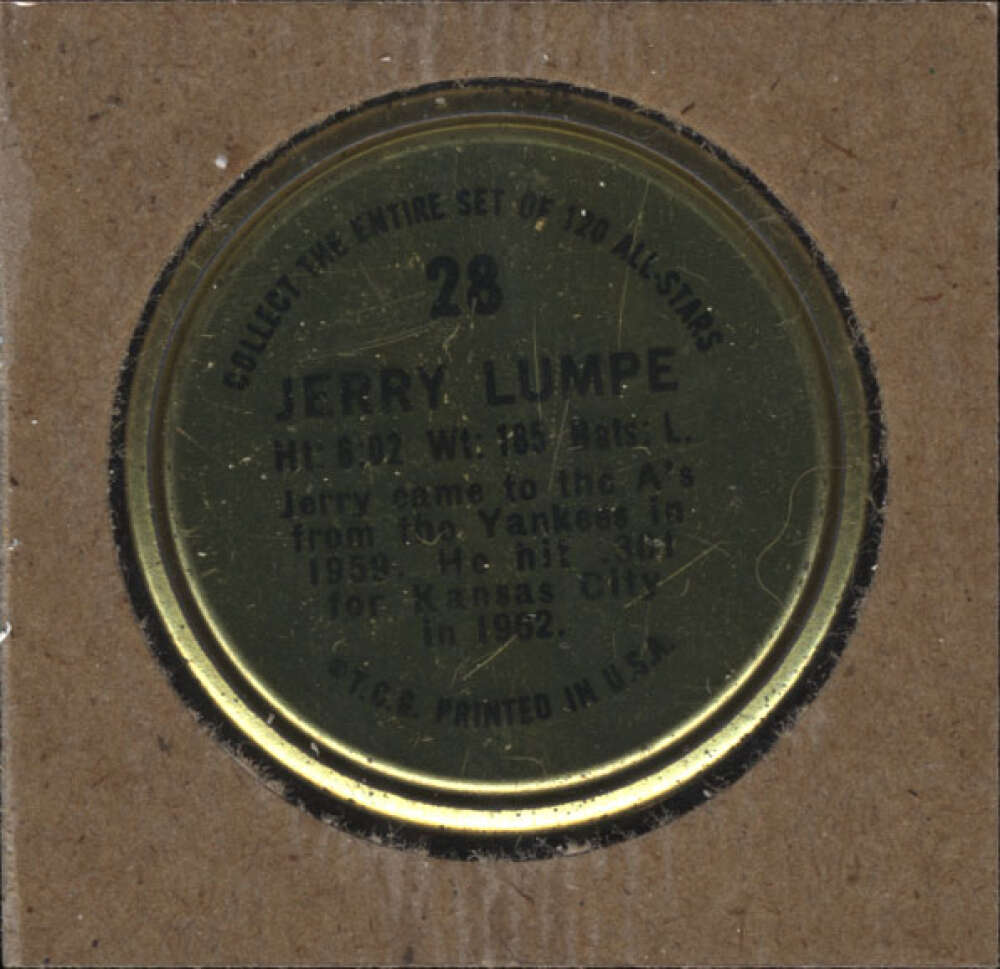 COLLECT THE ENTIRE SET OF 120 ALL-STARS
28
JERRY LUMPE
Ht: 6:02 Wt: 185 Bats: L.
Jerry came to the A's
from the Yankees in
1959. He hit .301
for Kansas City
in 1962.
©T.C.G. PRINTED IN U.S.A.